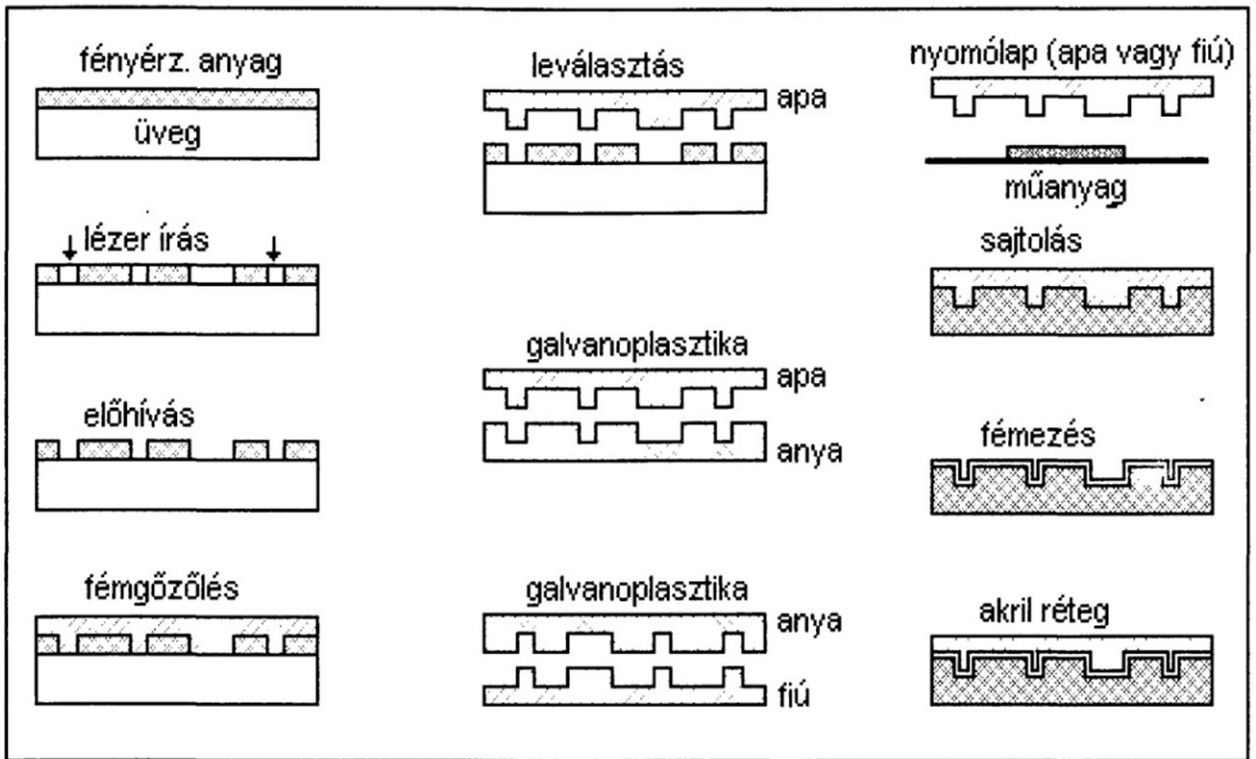 fényérz. anyag
üveg
lézer írás
előhívás
fémgőzölés
leválasztás
apa
galvanoplasztika
apa
anya
galvanoplasztika
anya
fiú
nyomólap (apa vagy fiú)
műanyag
sajtolás
fémezés
akril réteg